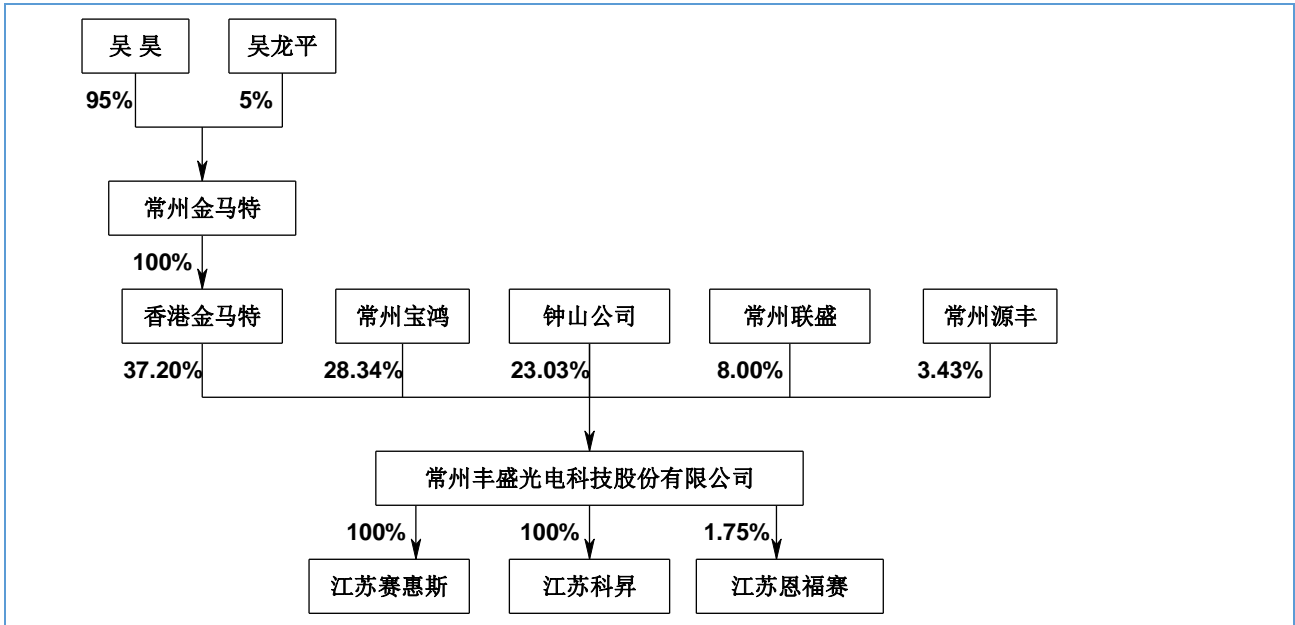 吴 昊
吴龙平
95%
5%
常州金马特
100%
香港金马特
常州宝鸿
钟山公司
常州联盛
常州源丰
37.20%
28.34%
23.03%
8.00%
3.43%
常州丰盛光电科技股份有限公司
100%
100%
1.75%
江苏赛惠斯
江苏科昇
江苏恩福赛